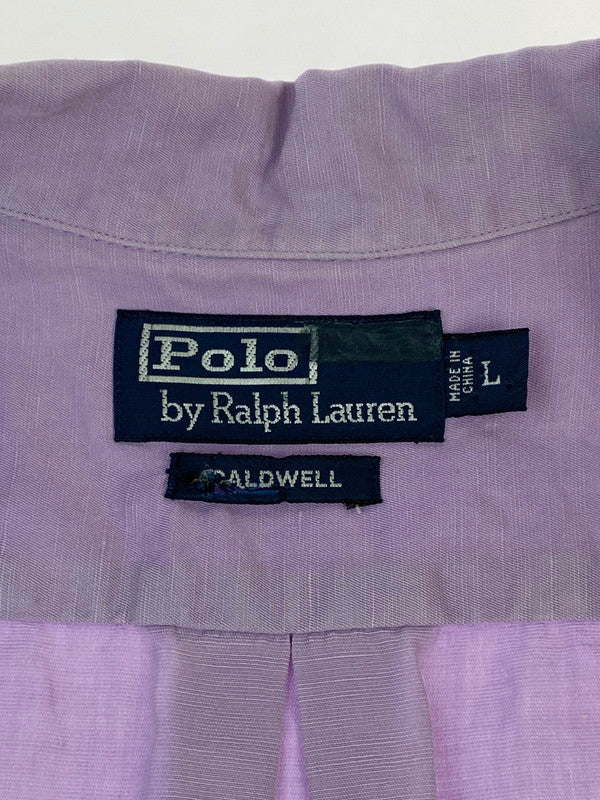 Polo
by Ralph Lauren
MADE IN
CHINA
L
CALDWELL